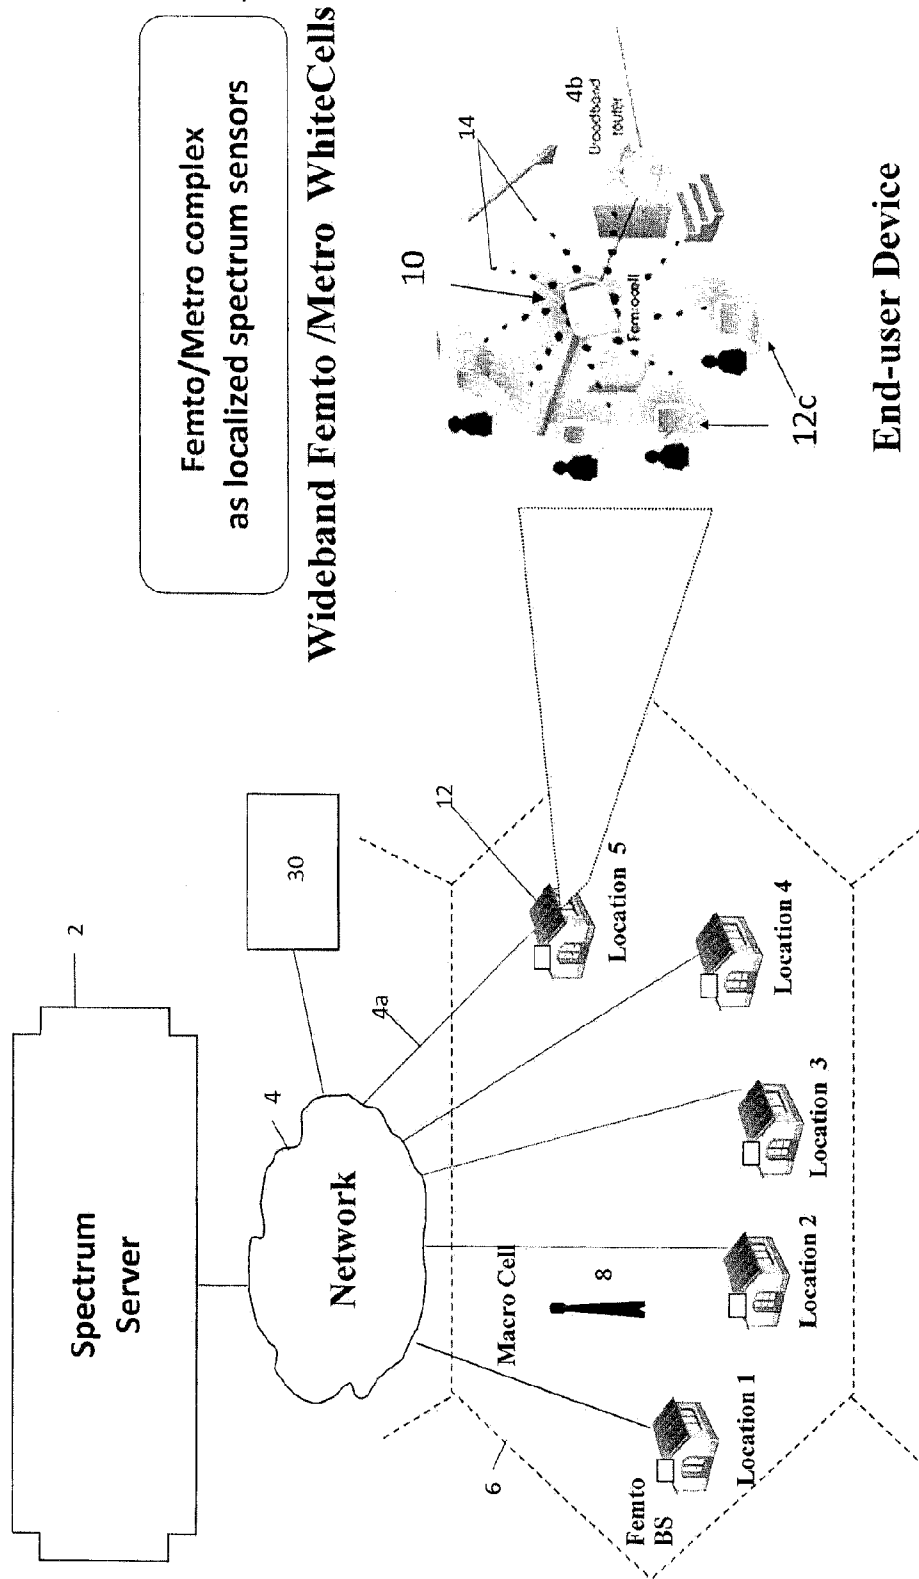 Spectrum
Server
2
Femto/Metro complex
as localized spectrum sensors
Wideband Femto /Metro WhiteCells
30
4
Network
4a
12
6
Macro Cell
8
Femto
BS
Location 1
Location 2
Location 3
Location 4
Location 5
10
14
4b
Broadband
router
Femtocell
12c
End-user Device